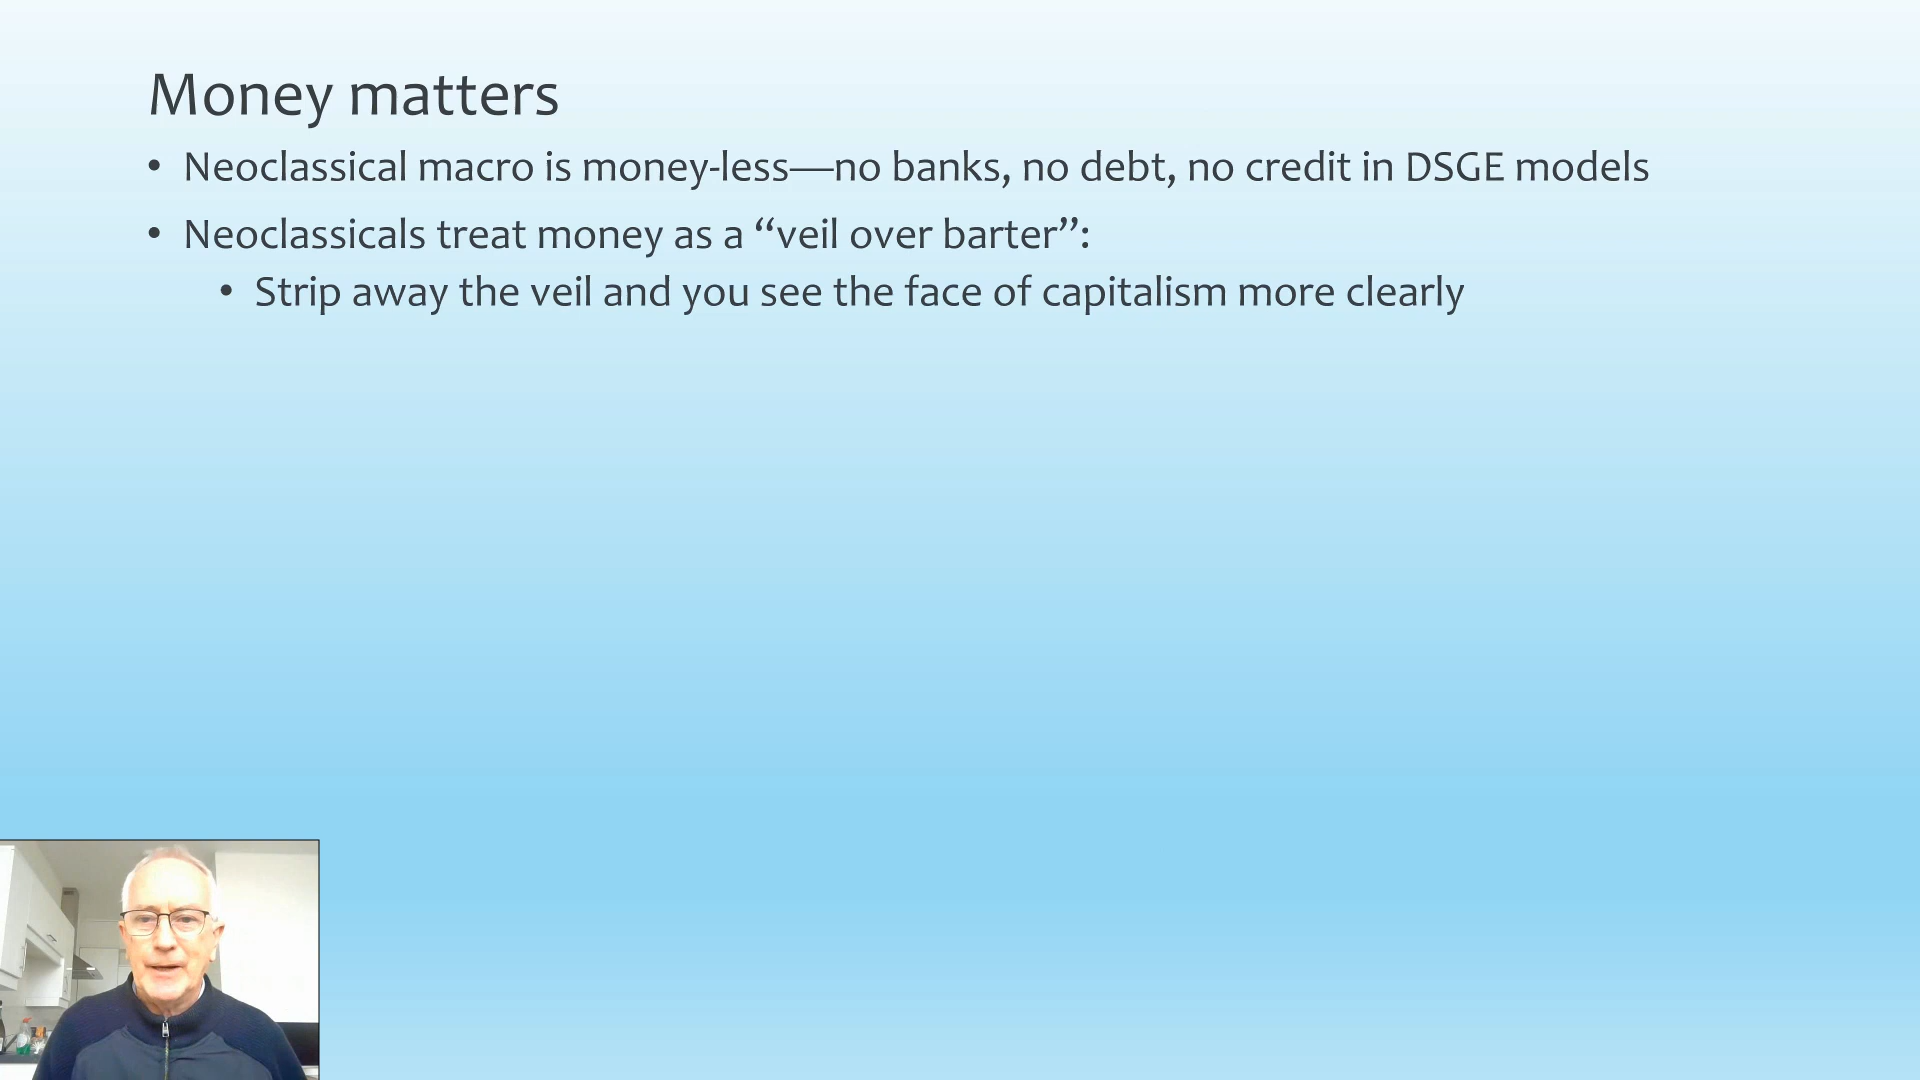 Money matters
• Neoclassical macro is money-less—no banks, no debt, no credit in DSGE models
• Neoclassicals treat money as a “veil over barter”:
• Strip away the veil and you see the face of capitalism more clearly